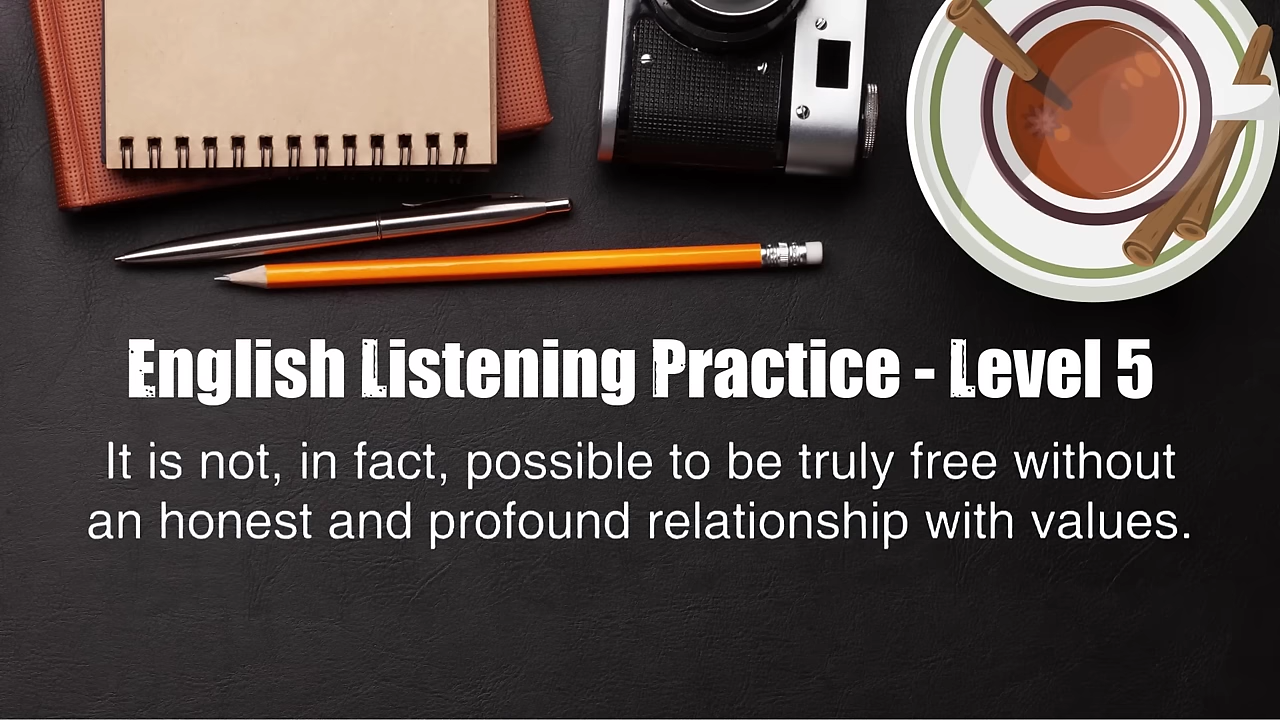 English Listening Practice - Level 5
It is not, in fact, possible to be truly free without
an honest and profound relationship with values.